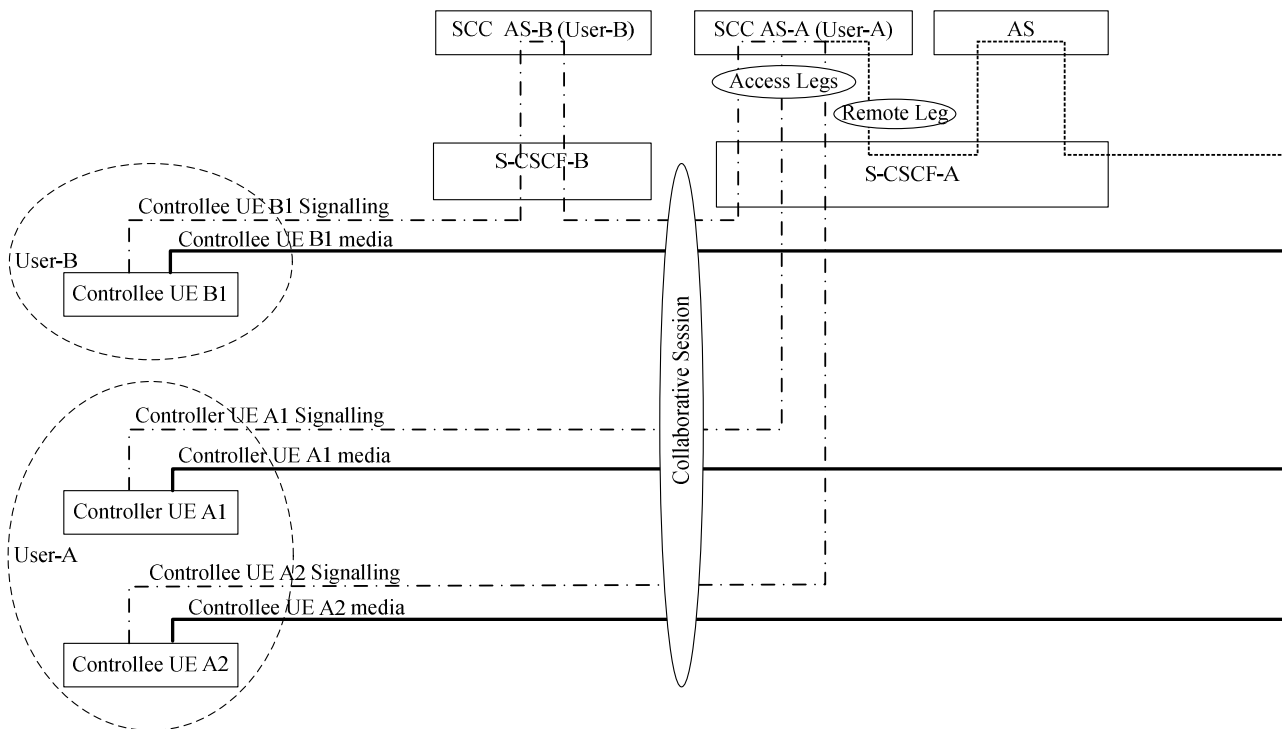 SCC AS-B (User-B)
SCC AS-A (User-A)
AS
Access Legs
Remote Leg
S-CSCF-B
S-CSCF-A
Controllee UE B1 Signalling
Controllee UE B1 media
User-B
Controllee UE B1
Collaborative Session
Controller UE A1 Signalling
Controller UE A1 media
Controller UE A1
User-A
Controllee UE A2 Signalling
Controllee UE A2 media
Controllee UE A2